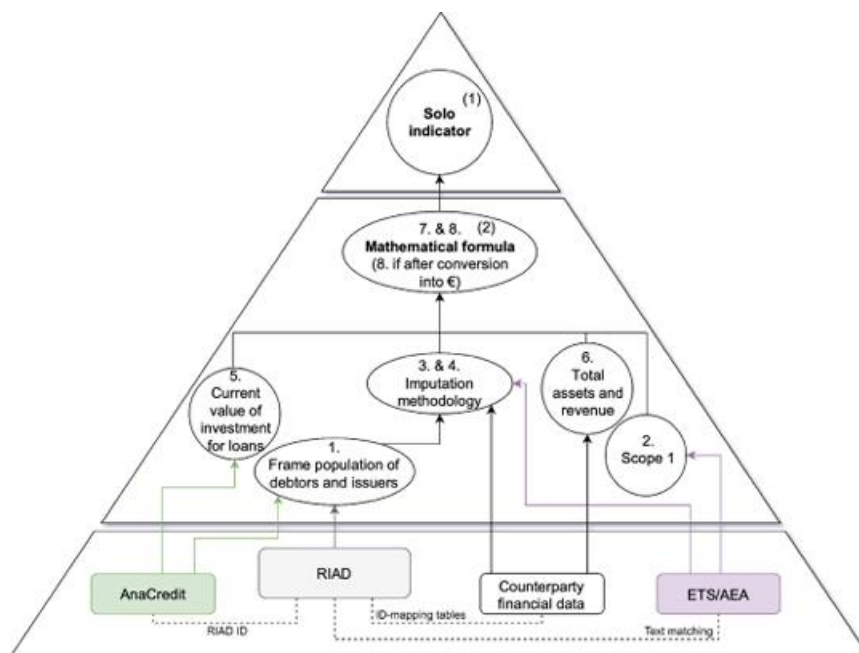 (1)
Solo
indicator
7. & 8. (2)
Mathematical formula
(8. if after conversion
into €)
5.
Current
value of
investment
for loans
3. & 4.
Imputation
methodology
6.
Total
assets and
revenue
1.
Frame population of
debtors and issuers
2.
Scope 1
AnaCredit
RIAD
Counterparty
financial data
ETS/AEA
RIAD ID
ID-mapping tables
Text matching